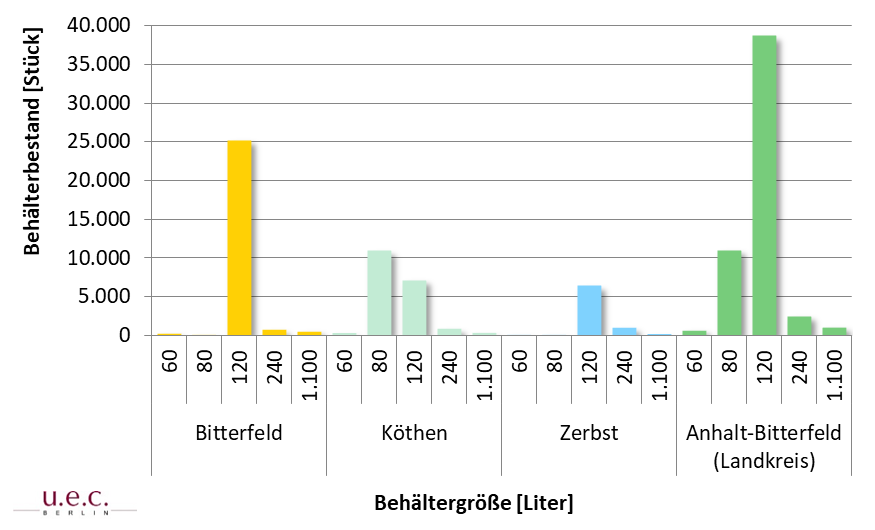 Behälterbestand [Stück]
40.000
35.000
30.000
25.000
20.000
15.000
10.000
5.000
0
60 80 120 240 1.100 60 80 120 240 1.100 60 80 120 240 1.100 60 80 120 240 1.100
Bitterfeld Köthen Zerbst Anhalt-Bitterfeld
(Landkreis)
Behältergröße [Liter]
u.e.c.
BERLIN